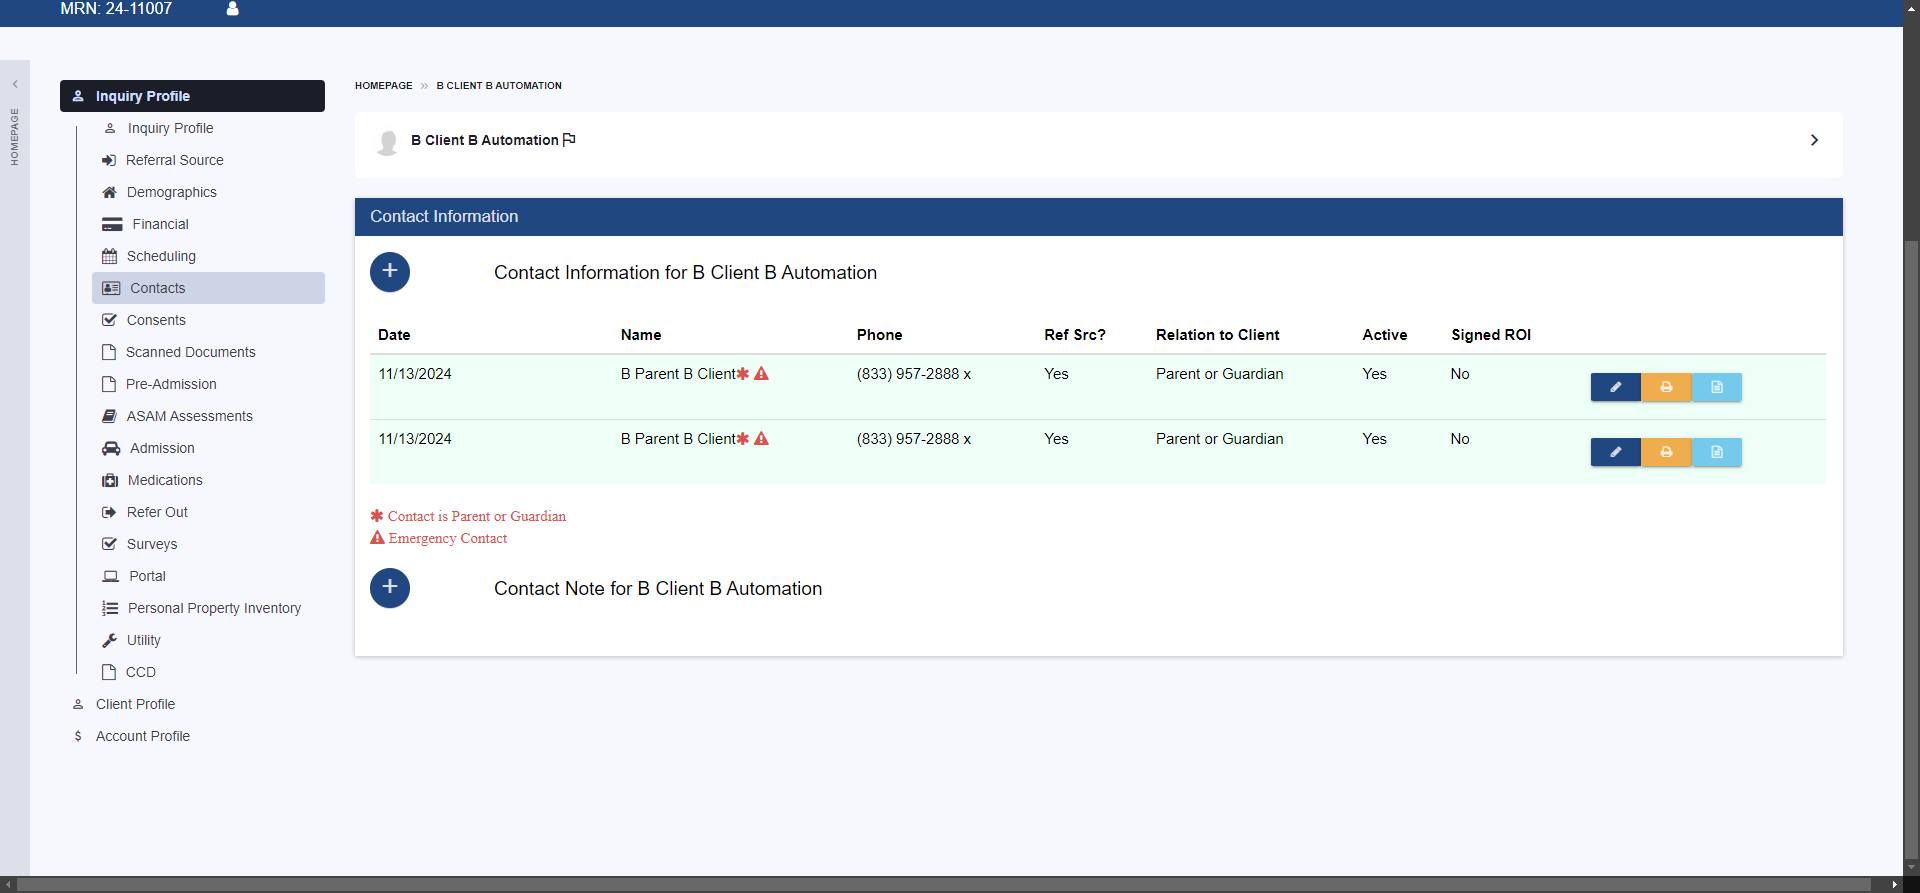 MRN: 24-11007
HOMEPAGE
Inquiry Profile
Inquiry Profile
Referral Source
Demographics
Financial
Scheduling
Contacts
Consents
Scanned Documents
Pre-Admission
ASAM Assessments
Admission
Medications
Refer Out
Surveys
Portal
Personal Property Inventory
Utility
CCD
Client Profile
$ Account Profile
HOMEPAGE » B CLIENT B AUTOMATION
B Client B Automation
Contact Information
+ Contact Information for B Client B Automation
Date Name Phone Ref Src? Relation to Client Active Signed ROI
11/13/2024 B Parent B Client (833) 957-2888 x Yes Parent or Guardian Yes No
11/13/2024 B Parent B Client (833) 957-2888 x Yes Parent or Guardian Yes No
Contact is Parent or Guardian
Emergency Contact
+ Contact Note for B Client B Automation